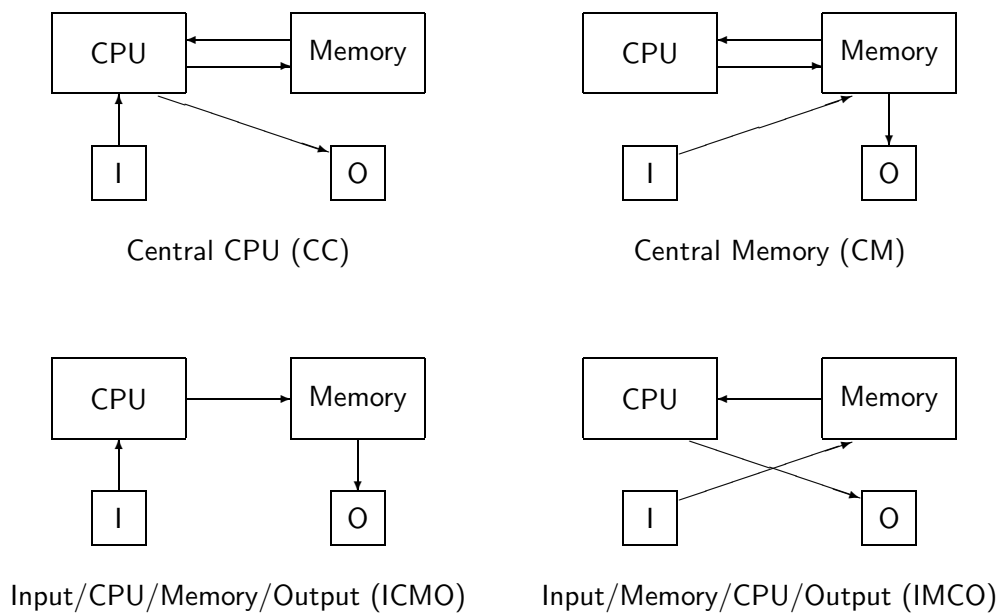 CPU
Memory
I
O
Central CPU (CC)
CPU
Memory
I
O
Central Memory (CM)
CPU
Memory
I
O
Input/CPU/Memory/Output (ICMO)
CPU
Memory
I
O
Input/Memory/CPU/Output (IMCO)